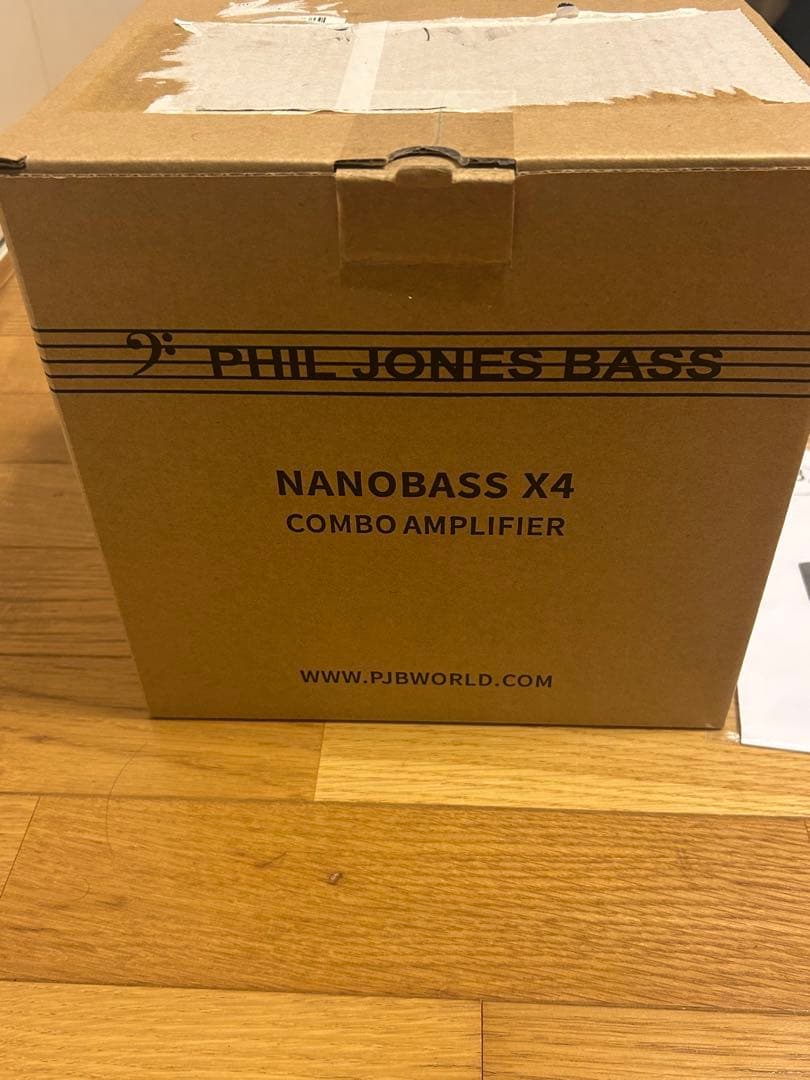 PHIL JONES BASS
NANOBASS X4
COMBO AMPLIFIER
WWW.PJBWORLD.COM